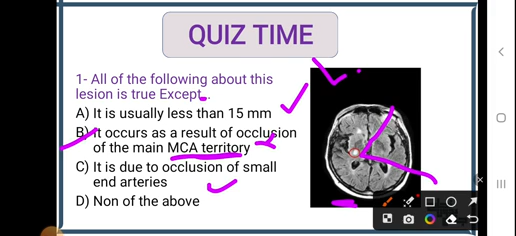 QUIZ TIME
1- All of the following about this
lesion is true Except..
A) It is usually less than 15 mm
B) It occurs as a result of occlusion
of the main MCA territory
C) It is due to occlusion of small
end arteries
D) Non of the above